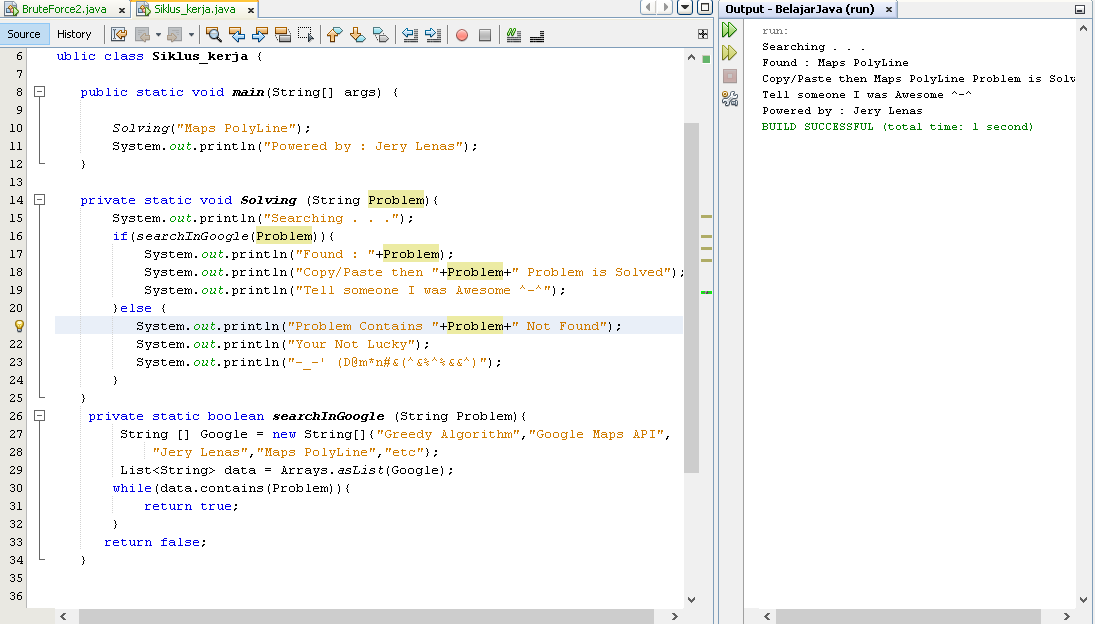 BruteForce2.java x Siklus_kerja.java x
Source History
6 ublic class Siklus_kerja {
7
8 public static void main(String[] args) {
9
10 Solving("Maps PolyLine");
11 System.out.println("Powered by : Jery Lenas");
12 }
13
14 private static void Solving (String Problem){
15 System.out.println("Searching . . .");
16 if(searchInGoogle(Problem)){
17 System.out.println("Found : "+Problem);
18 System.out.println("Copy/Paste then "+Problem+" Problem is Solved");
19 System.out.println("Tell someone I was Awesome ^-^");
20 }else {
System.out.println("Problem Contains "+Problem+" Not Found");
22 System.out.println("Your Not Lucky");
23 System.out.println("-_-' (D@m*n#&(^&%^%&&^)");
24 }
25 }
26 private static boolean searchInGoogle (String Problem){
27 String [] Google = new String[]{"Greedy Algorithm","Google Maps API",
28 "Jery Lenas","Maps PolyLine","etc"};
29 List<String> data = Arrays.asList(Google);
30 while(data.contains(Problem)){
31 return true;
32 }
33 return false;
34 }
35
36
Output - BelajarJava (run) x
run:
Searching . . .
Found : Maps PolyLine
Copy/Paste then Maps PolyLine Problem is Solv
Tell someone I was Awesome ^-^
Powered by : Jery Lenas
BUILD SUCCESSFUL (total time: 1 second)